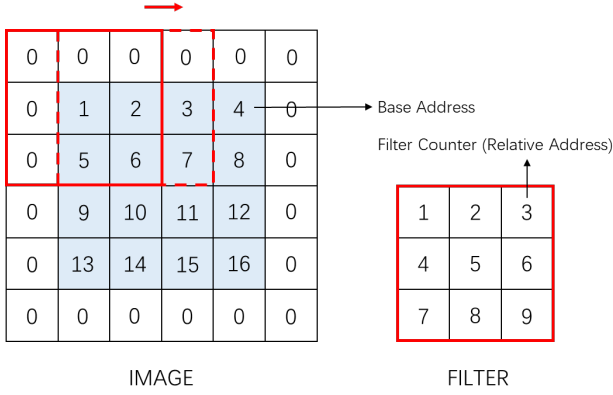 0 0 0 0 0 0
0 1 2 3 4 0
Base Address
0 5 6 7 8 0
Filter Counter (Relative Address)
0 9 10 11 12 0
0 13 14 15 16 0
0 0 0 0 0 0
1 2 3
4 5 6
7 8 9
IMAGE
FILTER